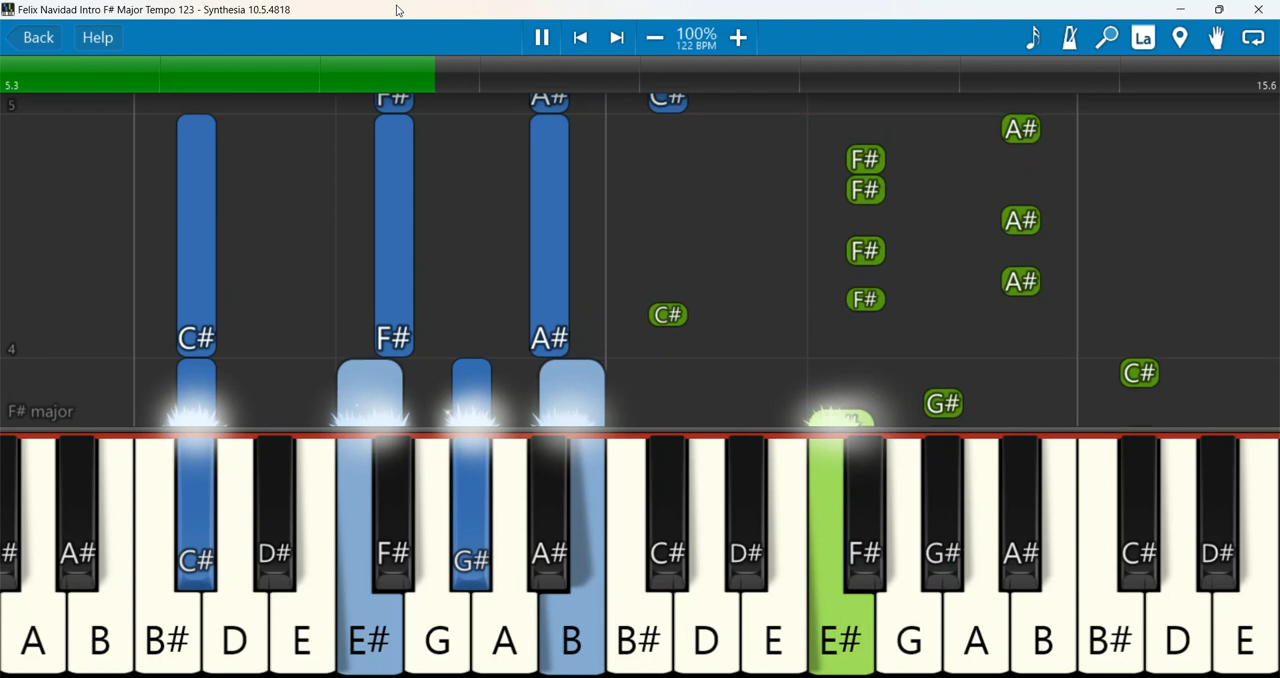 Felix Navidad Intro F# Major Tempo 123 - Synthesia 10.5.4818
Back Help 100% La
122 BPM
5.3 15.6
5 F# A# C#
A#
F#
F#
A#
F#
A#
F#
C#
C# F# A#
4
C#
F# major G#
# A# C# D# F# G# A# C# D# F# G# A# C# D#
A B B# D E E# G A B B# D E E# G A B B# D E